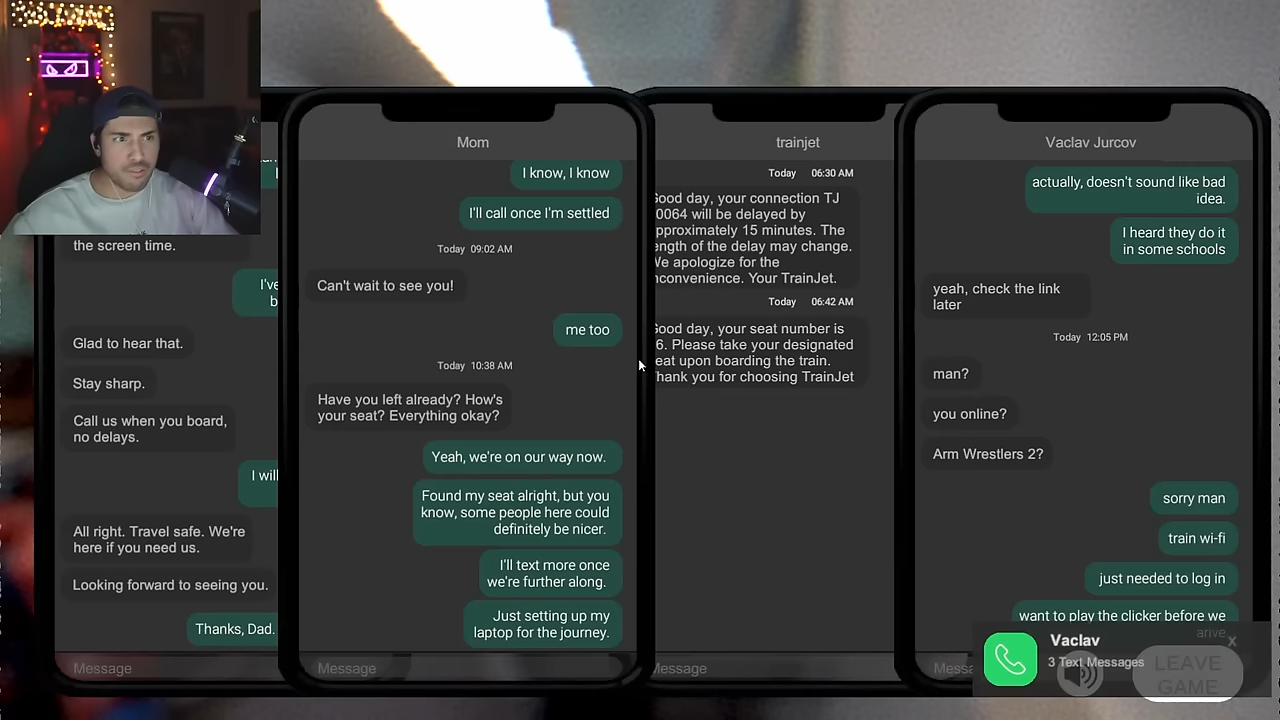 the screen time.
I've
b
Glad to hear that.
Stay sharp.
Call us when you board,
no delays.
I will
All right. Travel safe. We're
here if you need us.
Looking forward to seeing you.
Thanks, Dad.
Message
Mom
I know, I know
I'll call once I'm settled
Today 09:02 AM
Can't wait to see you!
me too
Today 10:38 AM
Have you left already? How's
your seat? Everything okay?
Yeah, we're on our way now.
Found my seat alright, but you
know, some people here could
definitely be nicer.
I'll text more once
we're further along.
Just setting up my
laptop for the journey.
Message
trainjet
Today 06:30 AM
Good day, your connection TJ
0064 will be delayed by
pproximately 15 minutes. The
ength of the delay may change.
We apologize for the
nconvenience. Your TrainJet.
Today 06:42 AM
Good day, your seat number is
6. Please take your designated
eat upon boarding the train.
Thank you for choosing TrainJet
Message
Vaclav Jurcov
actually, doesn't sound like bad
idea.
I heard they do it
in some schools
yeah, check the link
later
Today 12:05 PM
man?
you online?
Arm Wrestlers 2?
sorry man
train wi-fi
just needed to log in
want to play the clicker before we
arive
Messa
Vaclav
x
3 Text Messages
LEAVE
GAME